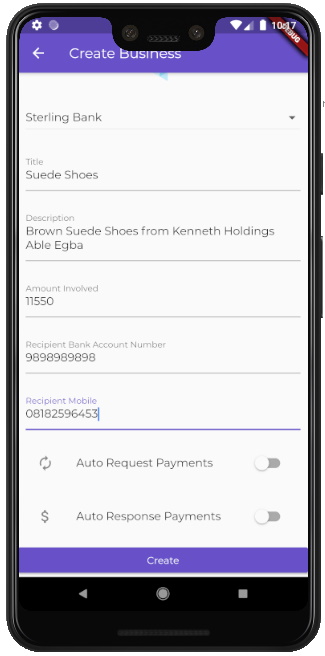 10:17
DEBUG
Create Business
Sterling Bank
Title
Suede Shoes
Description
Brown Suede Shoes from Kenneth Holdings
Able Egba
Amount Involved
11550
Recipient Bank Account Number
9898989898
Recipient Mobile
08182596453
Auto Request Payments
$ Auto Response Payments
Create